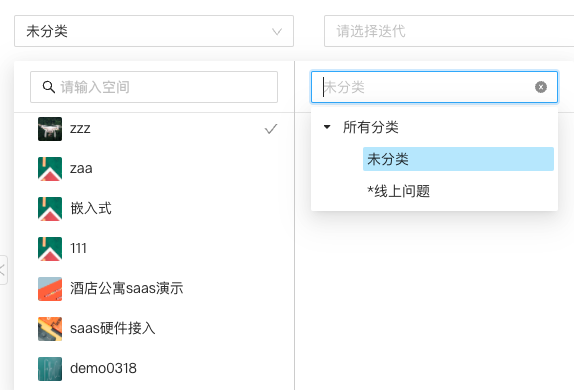 未分类
请选择迭代
请输入空间
zzz
zaa
嵌入式
111
酒店公寓saas演示
saas硬件接入
demo0318
未分类
所有分类
未分类
*线上问题